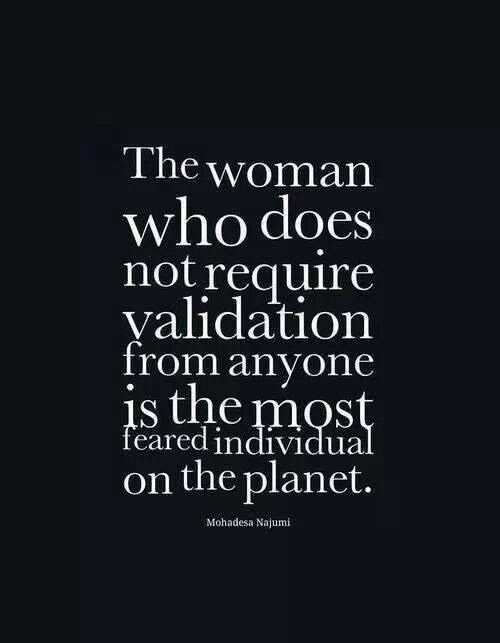 The woman
who does
not require
validation
from anyone
is the most
feared individual
on the planet.
Mohadesa Najumi